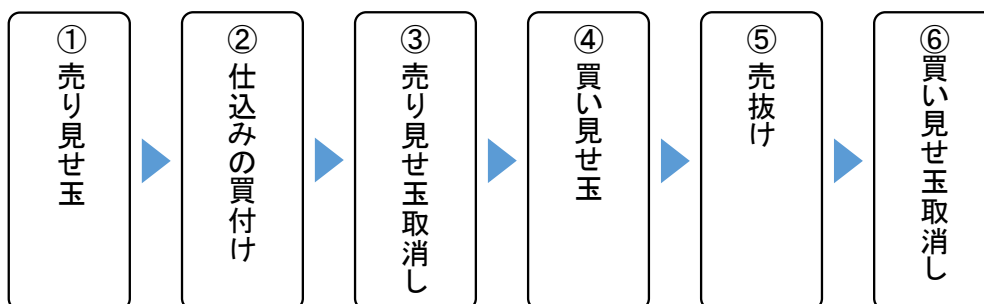 ①売り見せ玉
②仕込みの買付け
③売り見せ玉取消し
④買い見せ玉
⑤売抜け
⑥買い見せ玉取消し